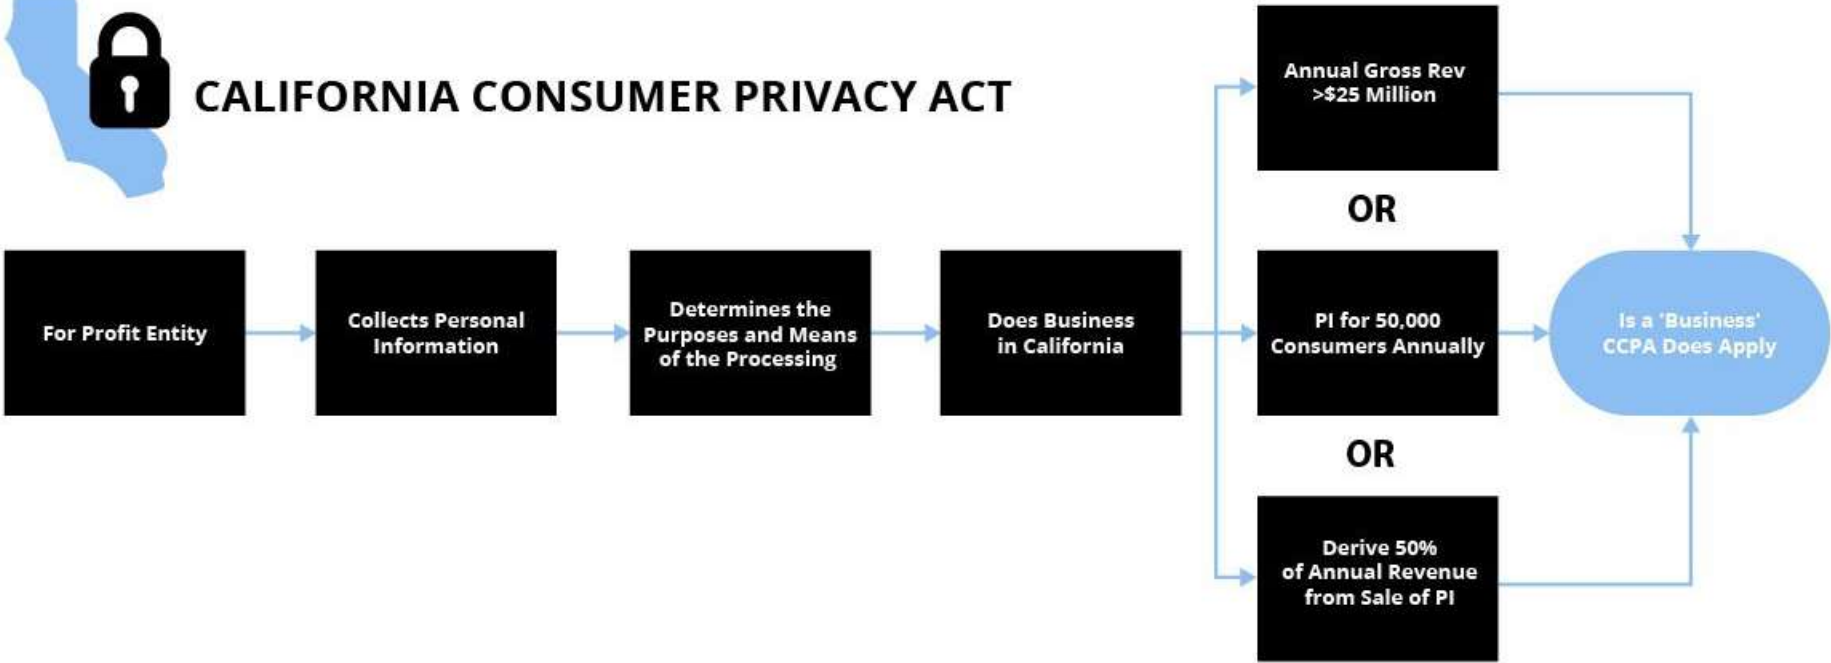 CALIFORNIA CONSUMER PRIVACY ACT
For Profit Entity
Collects Personal
Information
Determines the
Purposes and Means
of the Processing
Does Business
in California
Annual Gross Rev
>$25 Million
OR
PI for 50,000
Consumers Annually
OR
Derive 50%
of Annual Revenue
from Sale of PI
Is a 'Business'
CCPA Does Apply